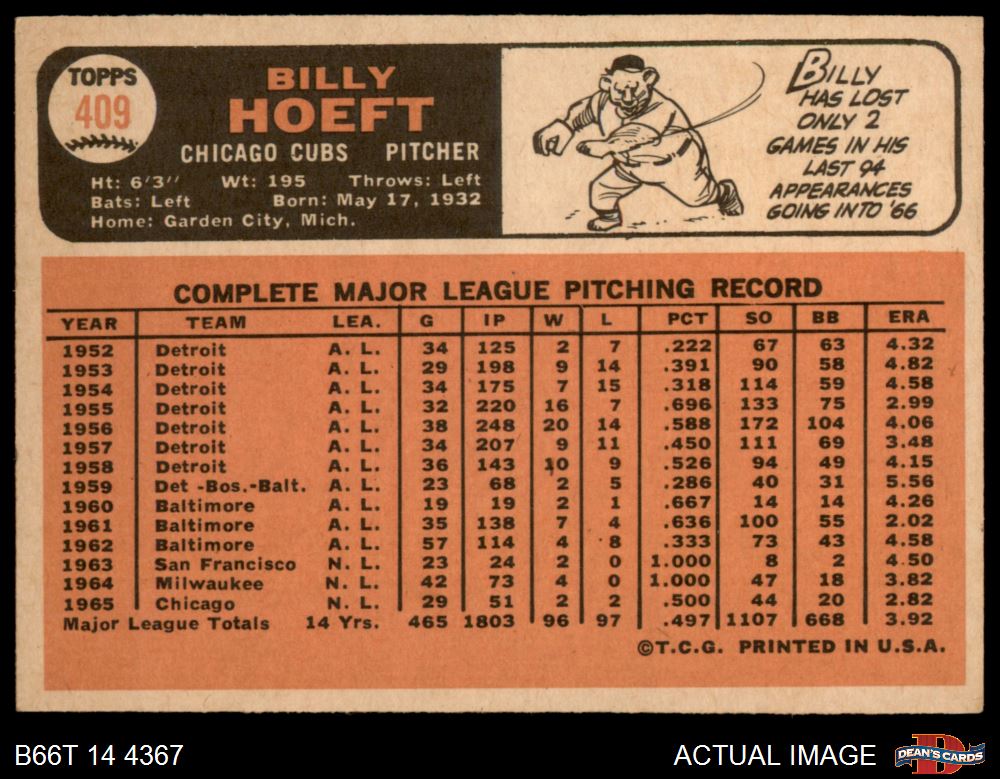 TOPPS
409
BILLY
HOEFT
CHICAGO CUBS PITCHER
Ht: 6'3'' Wt: 195 Throws: Left
Bats: Left Born: May 17, 1932
Home: Garden City, Mich.
BILLY
HAS LOST
ONLY 2
GAMES IN HIS
LAST 94
APPEARANCES
GOING INTO '66
COMPLETE MAJOR LEAGUE PITCHING RECORD
YEAR TEAM LEA. G IP W L PCT SO BB ERA
1952 Detroit A. L. 34 125 2 7 .222 67 63 4.32
1953 Detroit A. L. 29 198 9 14 .391 90 58 4.82
1954 Detroit A. L. 34 175 7 15 .318 114 59 4.58
1955 Detroit A. L. 32 220 16 7 .696 133 75 2.99
1956 Detroit A. L. 38 248 20 14 .588 172 104 4.06
1957 Detroit A. L. 34 207 9 11 .450 111 69 3.48
1958 Detroit A. L. 36 143 10 9 .526 94 49 4.15
1959 Det -Bos.-Balt. A. L. 23 68 2 5 .286 40 31 5.56
1960 Baltimore A. L. 19 19 2 1 .667 14 14 4.26
1961 Baltimore A. L. 35 138 7 4 .636 100 55 2.02
1962 Baltimore A. L. 57 114 4 8 .333 73 43 4.58
1963 San Francisco N. L. 23 24 2 0 1.000 8 2 4.50
1964 Milwaukee N. L. 42 73 4 0 1.000 47 18 3.82
1965 Chicago N. L. 29 51 2 2 .500 44 20 2.82
Major League Totals 14 Yrs. 465 1803 96 97 .497 1107 668 3.92
©T.C.G. PRINTED IN U.S.A.
B66T 14 4367
ACTUAL IMAGE
D
DEAN'S CARDS